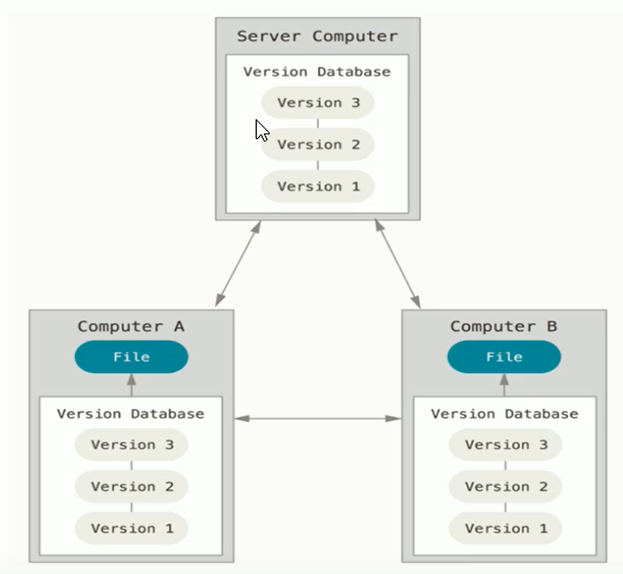 Server Computer
Version Database
Version 3
Version 2
Version 1
Computer A
File
Version Database
Version 3
Version 2
Version 1
Computer B
File
Version Database
Version 3
Version 2
Version 1